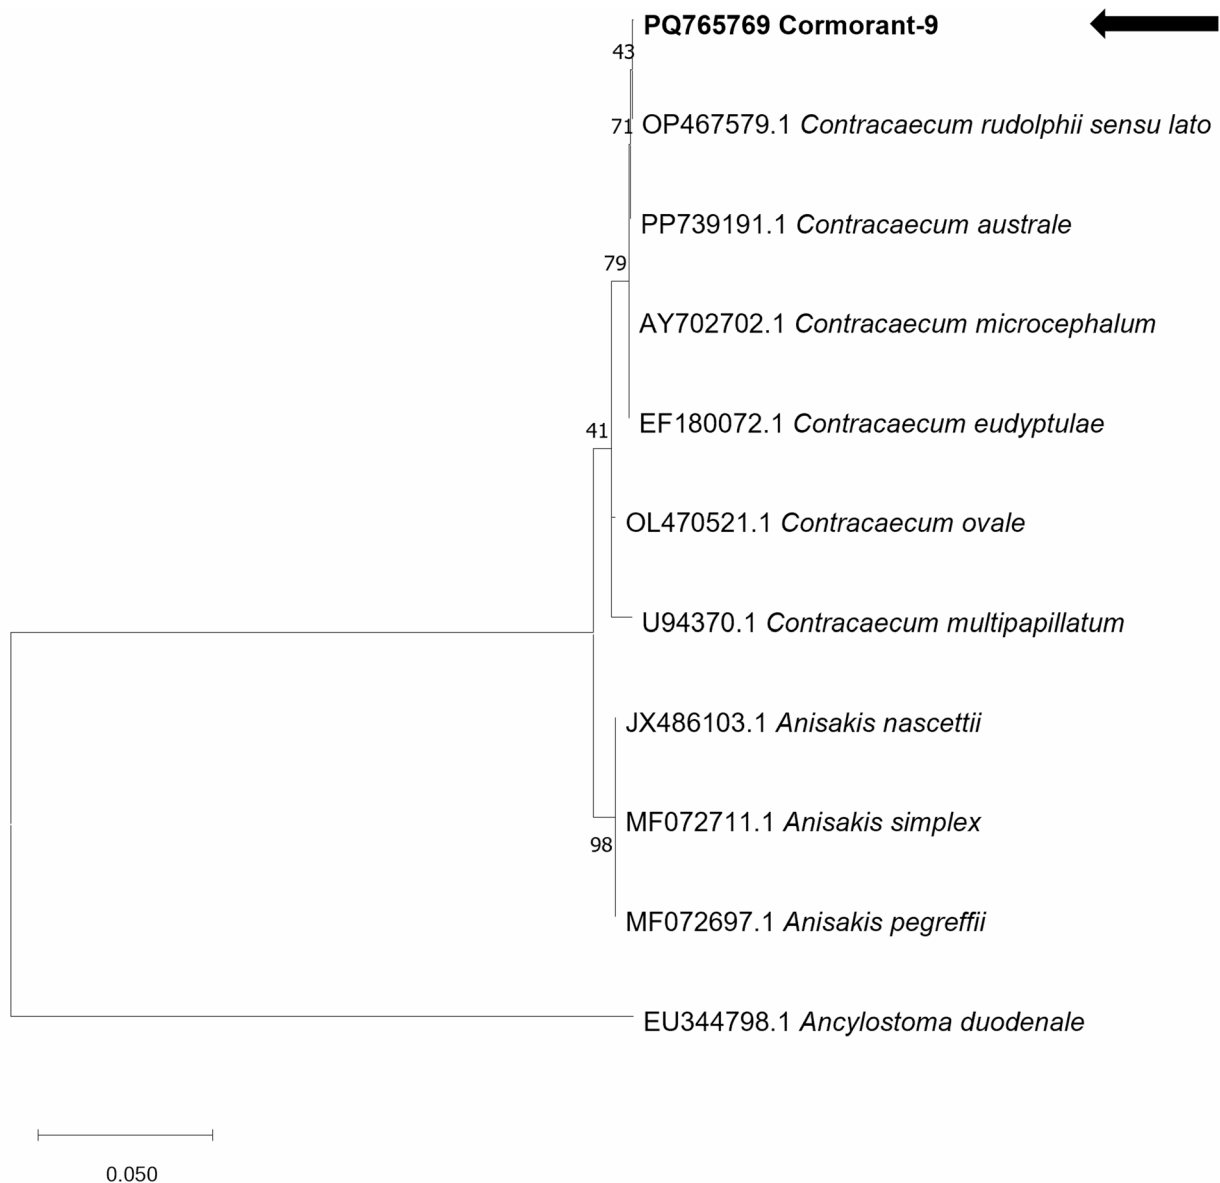 PQ765769 Cormorant-9
43
71 OP467579.1 Contracaecum rudolphii sensu lato
PP739191.1 Contracaecum australe
79
AY702702.1 Contracaecum microcephalum
EF180072.1 Contracaecum eudyptulae
41
OL470521.1 Contracaecum ovale
U94370.1 Contracaecum multipapillatum
JX486103.1 Anisakis nascettii
MF072711.1 Anisakis simplex
98
MF072697.1 Anisakis pegreffii
EU344798.1 Ancylostoma duodenale
0.050